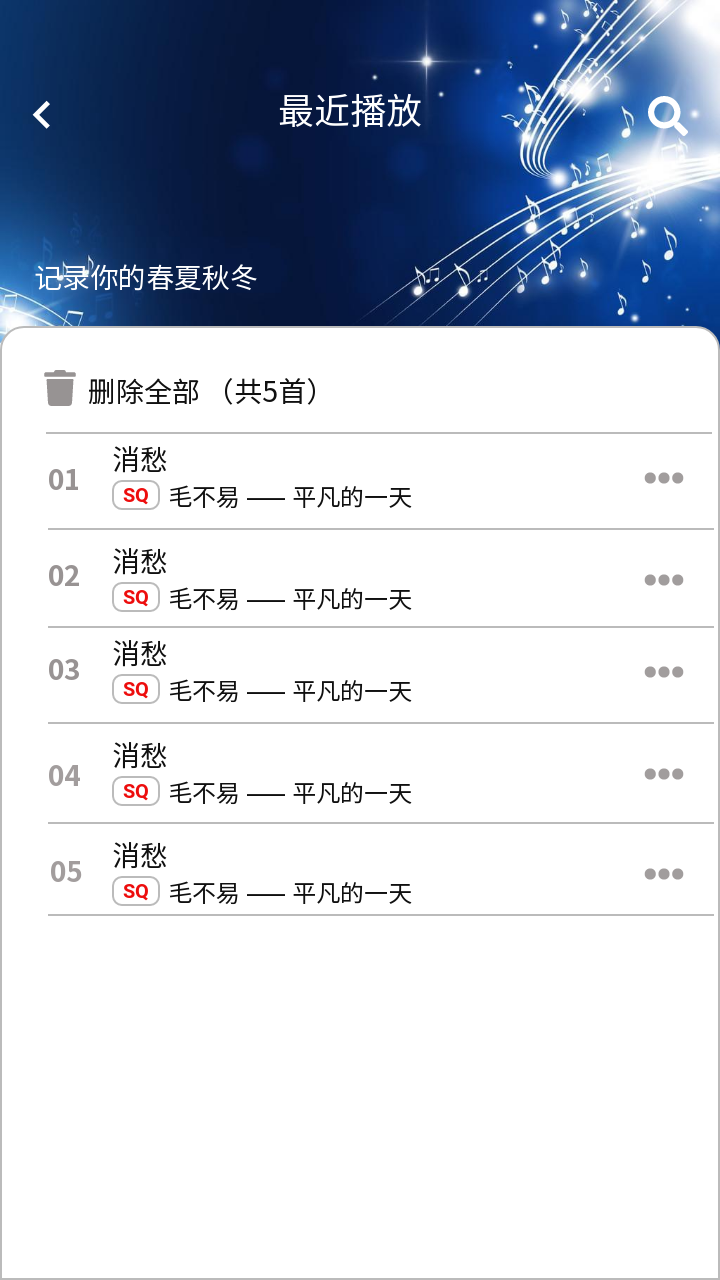 最近播放
记录你的春夏秋冬
删除全部 （共5首）
01
消愁
SQ 毛不易 —— 平凡的一天
02
消愁
SQ 毛不易 —— 平凡的一天
03
消愁
SQ 毛不易 —— 平凡的一天
04
消愁
SQ 毛不易 —— 平凡的一天
05
消愁
SQ 毛不易 —— 平凡的一天